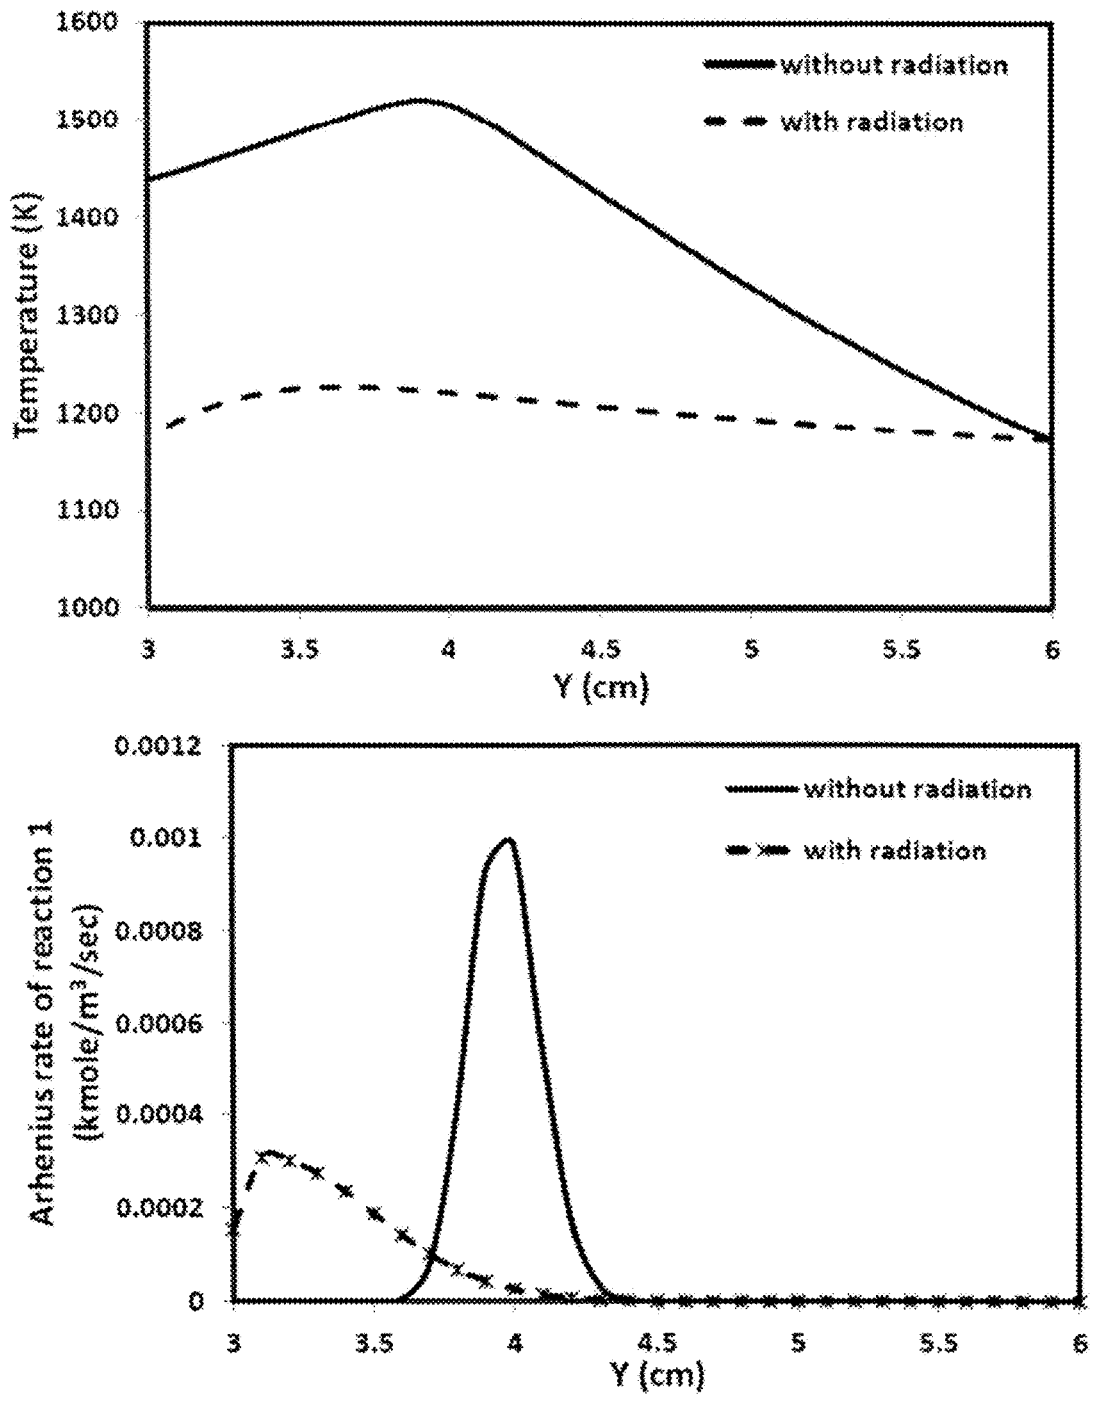 1600
1500
1400
1300
1200
1100
1000
Temperature (K)
without radiation
with radiation
3 3.5 4 4.5 5 5.5 6
Y (cm)
0.0012
0.001
0.0008
0.0006
0.0004
0.0002
0
Arhenius rate of reaction 1
(kmole/m³/sec)
without radiation
with radiation
3 3.5 4 4.5 5 5.5 6
Y (cm)